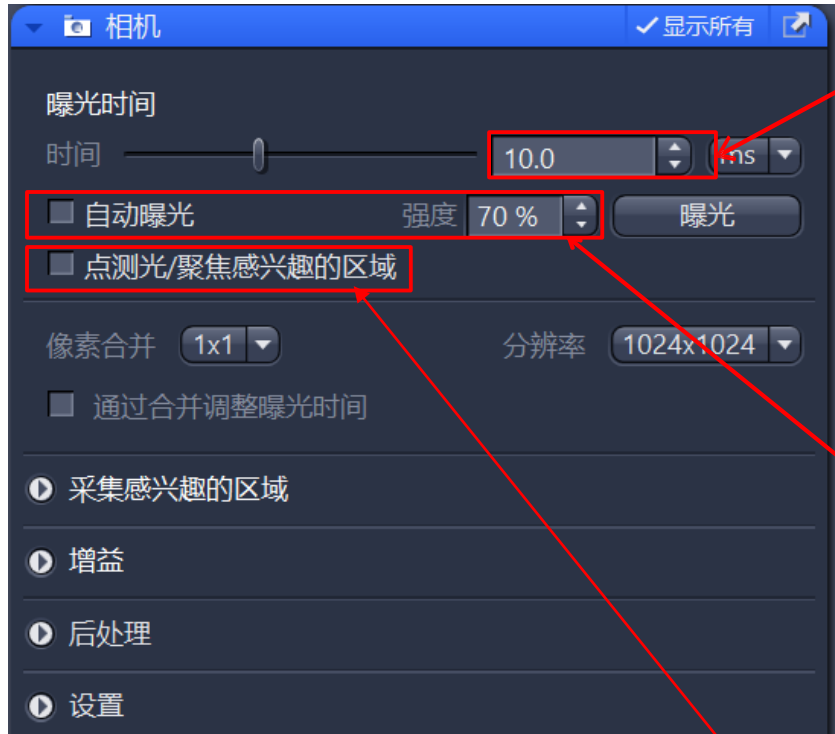 相机 显示所有
曝光时间
时间 10.0 ms
自动曝光 强度 70 % 曝光
点测光/聚焦感兴趣的区域
像素合并 1x1 分辨率 1024x1024
通过合并调整曝光时间
采集感兴趣的区域
增益
后处理
设置